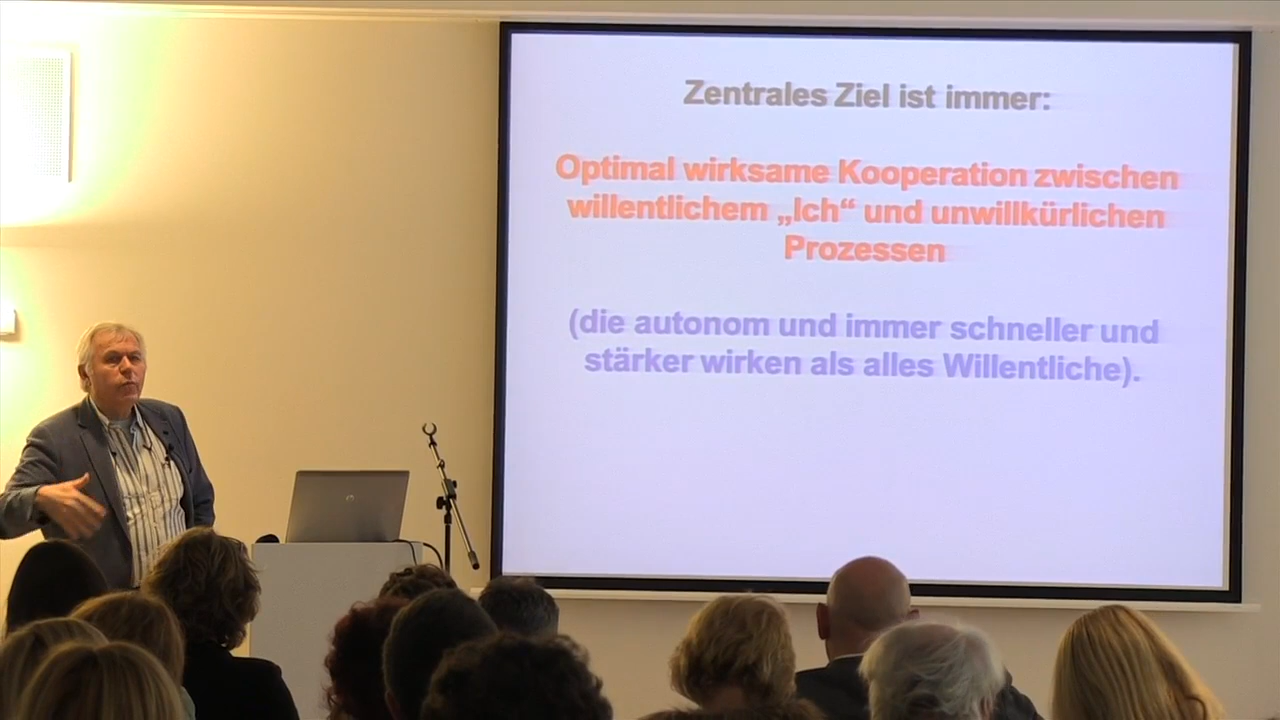 Zentrales Ziel ist immer:
Optimal wirksame Kooperation zwischen
willentlichem „Ich“ und unwillkürlichen
Prozessen
(die autonom und immer schneller und
stärker wirken als alles Willentliche).